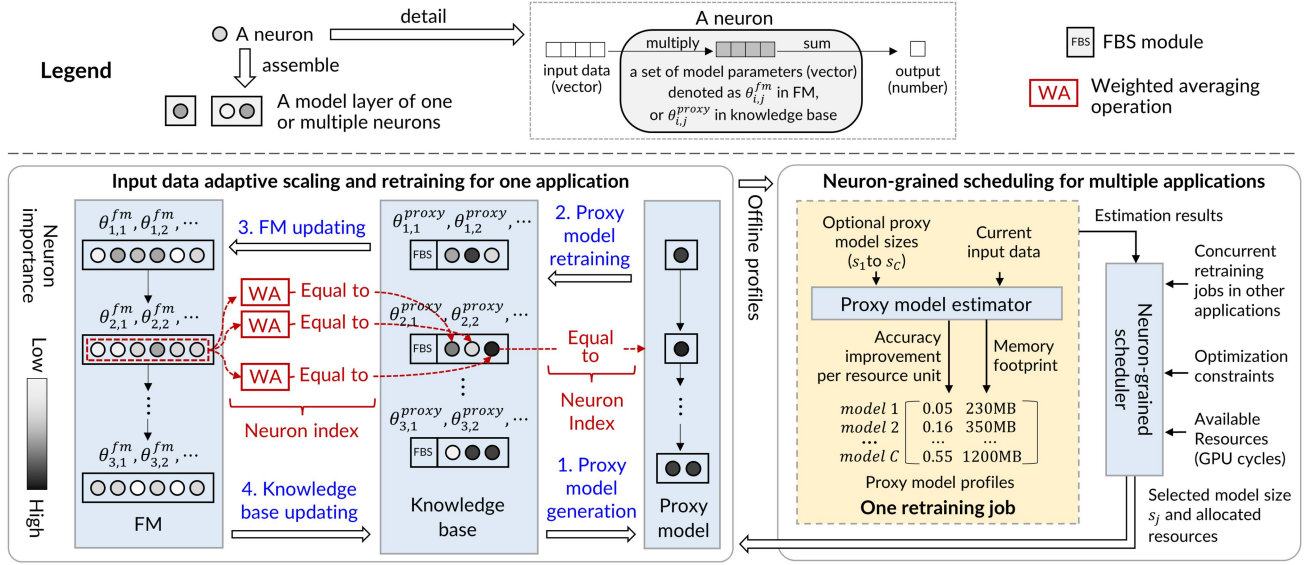 Legend
A neuron
detail
assemble
A model layer of one
or multiple neurons
A neuron
multiply
sum
input data
(vector)
a set of model parameters (vector)
denoted as θ_{i,j}^{fm} in FM,
or θ_{i,j}^{proxy} in knowledge base
output
(number)
FBS
FBS module
WA
Weighted averaging
operation
Input data adaptive scaling and retraining for one application
Neuron
importance
Low
High
θ_{1,1}^{fm}, θ_{1,2}^{fm}, ⋯
θ_{2,1}^{fm}, θ_{2,2}^{fm}, ⋯
θ_{3,1}^{fm}, θ_{3,2}^{fm}, ⋯
FM
3. FM updating
WA
Equal to
WA
Equal to
WA
Equal to
Neuron index
4. Knowledge
base updating
θ_{1,1}^{proxy}, θ_{1,2}^{proxy}, ⋯
FBS
θ_{2,1}^{proxy}, θ_{2,2}^{proxy}, ⋯
FBS
θ_{3,1}^{proxy}, θ_{3,2}^{proxy}, ⋯
FBS
Knowledge
base
2. Proxy
model
retraining
Equal
to
Neuron
Index
1. Proxy
model
generation
Proxy
model
Offline profiles
Neuron-grained scheduling for multiple applications
Optional proxy
model sizes
(s_1 to s_C)
Current
input data
Proxy model estimator
Accuracy
improvement
per resource unit
Memory
footprint
model 1 0.05 230MB
model 2 0.16 350MB
... ... ...
model C 0.55 1200MB
Proxy model profiles
One retraining job
Estimation results
Neuron-grained
scheduler
Concurrent
retraining
jobs in other
applications
Optimization
constraints
Available
Resources
(GPU cycles)
Selected model size
s_j and allocated
resources